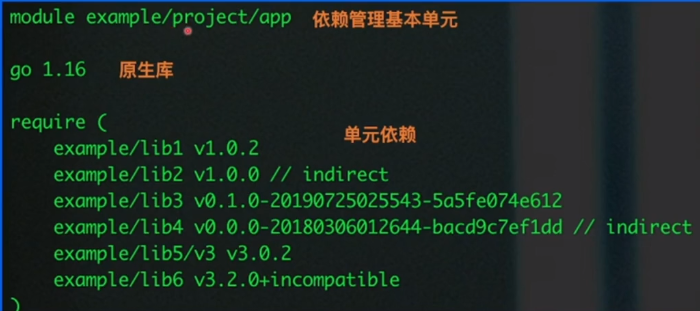 module example/project/app 依赖管理基本单元
go 1.16 原生库
require (
单元依赖
example/lib1 v1.0.2
example/lib2 v1.0.0 // indirect
example/lib3 v0.1.0-20190725025543-5a5fe074e612
example/lib4 v0.0.0-20180306012644-bacd9c7ef1dd // indirect
example/lib5/v3 v3.0.2
example/lib6 v3.2.0+incompatible
)